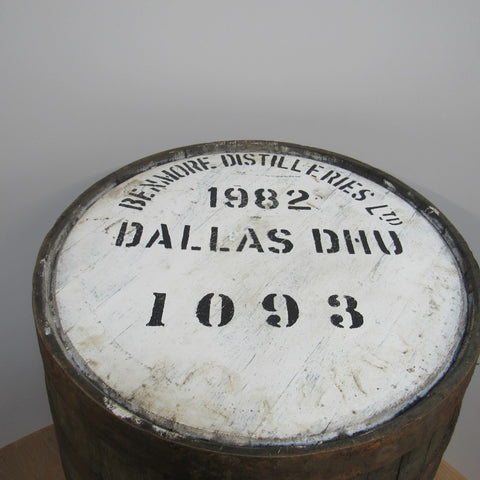 BENMORE DISTILLERIES LTD
1982
DALLAS DHU
1093